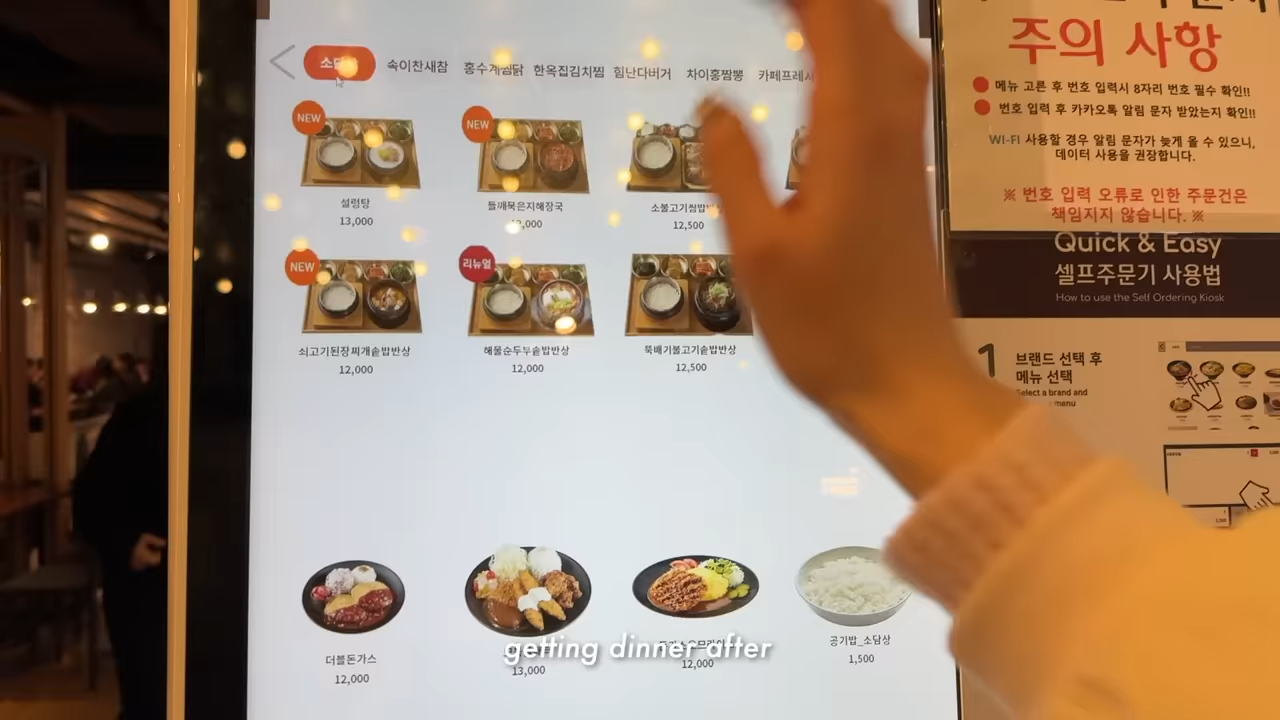 속이찬새참 홍수계찜닭 한옥집김치찜 힘난다버거 차이홍짬뽕 카페프레
NEW
NEW
설렁탕
13,000
들깨묵은지해장국
소불고기쌈밥
12,500
NEW
리뉴얼
쇠고기된장찌개솥밥반상
12,000
해물순두부솥밥반상
12,000
뚝배기불고기솥밥반상
12,500
더블돈가스
12,000
13,000
12,000
공기밥_소담상
1,500
getting dinner after
주의 사항
메뉴 고른 후 번호 입력시 8자리 번호 필수 확인!!
번호 입력 후 카카오톡 알림 문자 받았는지 확인!!
WI-FI 사용할 경우 알림 문자가 늦게 올 수 있으니,
데이터 사용을 권장합니다.
※ 번호 입력 오류로 인한 주문건은
책임지지 않습니다. ※
Quick & Easy
셀프주문기 사용법
How to use the Self Ordering Kiosk
1
브랜드 선택 후
메뉴 선택
Select a brand and
menu